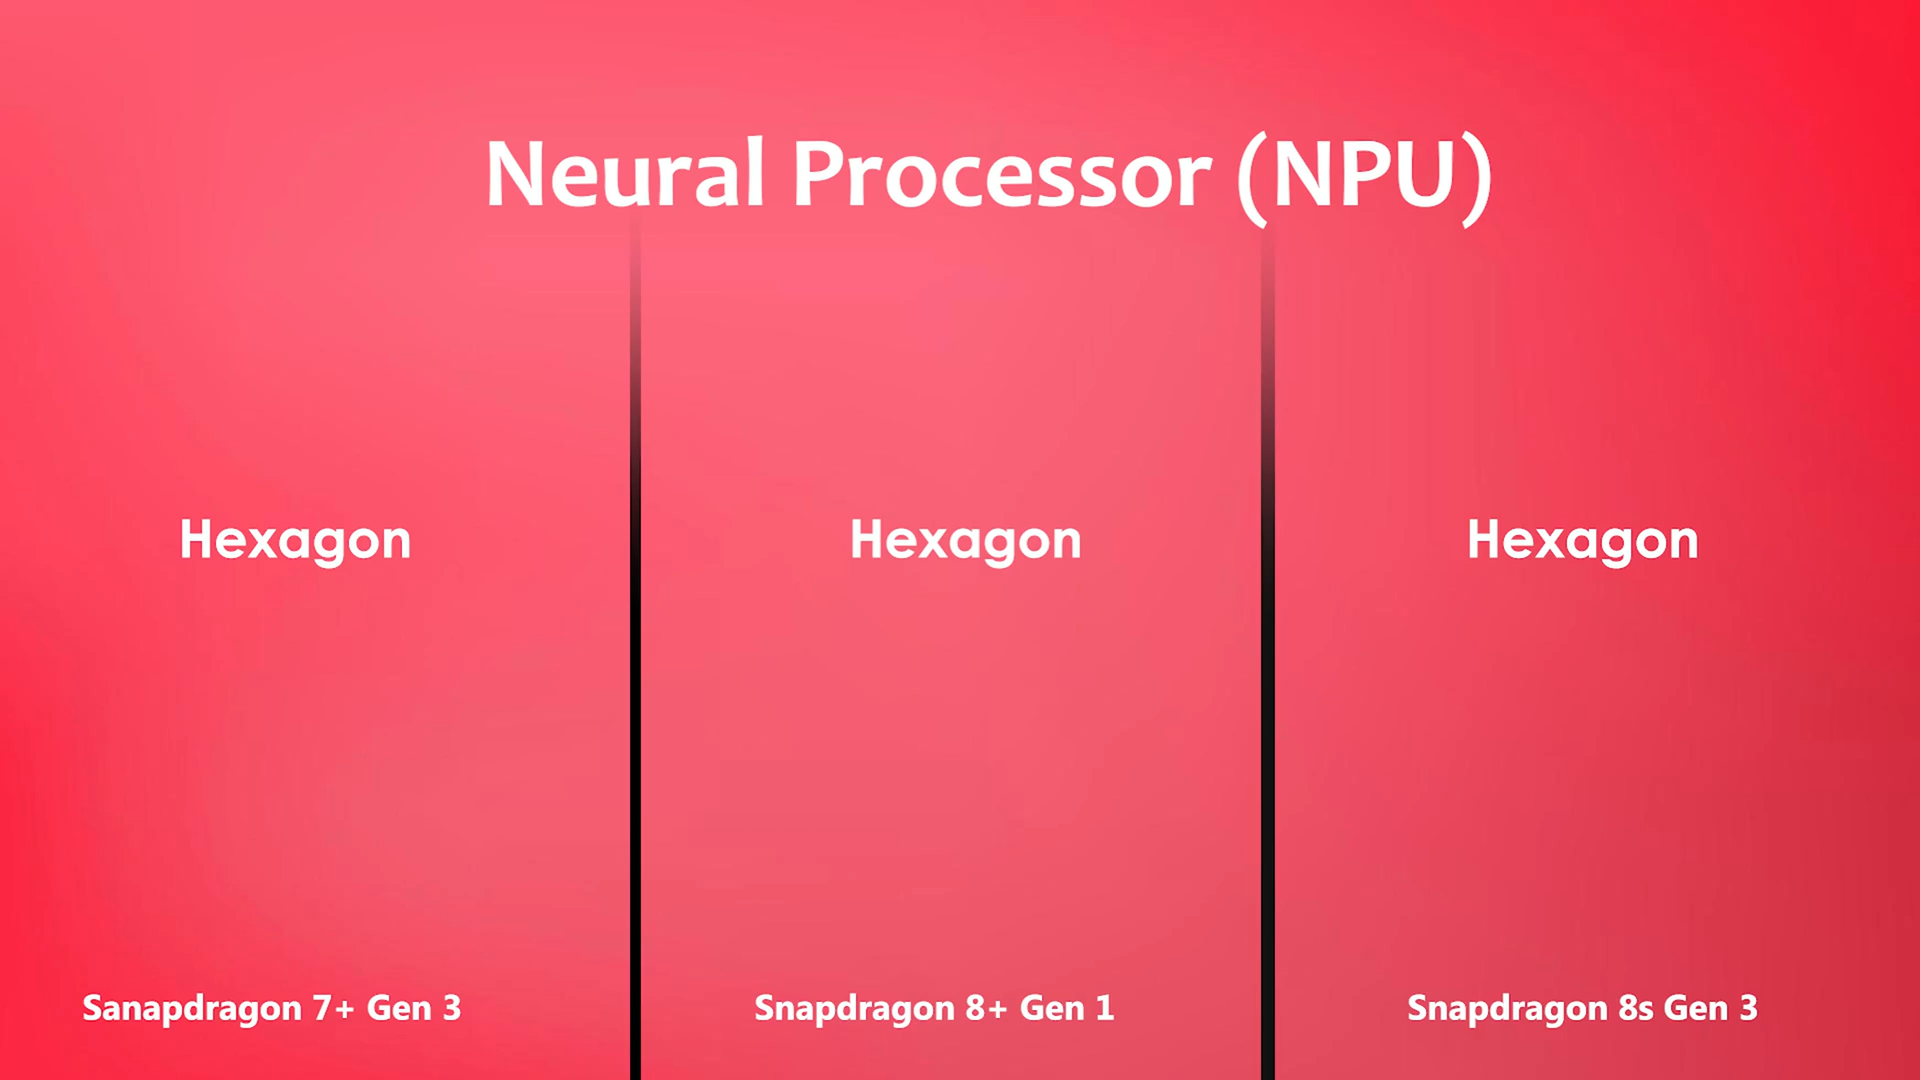 Neural Processor (NPU)
Hexagon
Hexagon
Hexagon
Sanapdragon 7+ Gen 3
Snapdragon 8+ Gen 1
Snapdragon 8s Gen 3